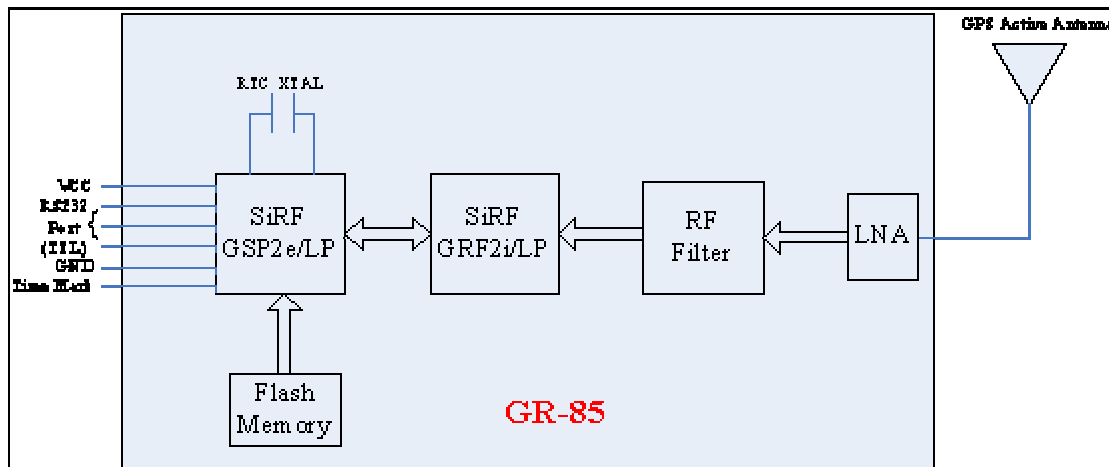 GPS Active Antenna
RTC XTAL
VCC
RS232
Port {
(TTL)
GND
Time Mark
SiRF
GSP2e/LP
SiRF
GRF2i/LP
RF
Filter
LNA
Flash
Memory
GR-85